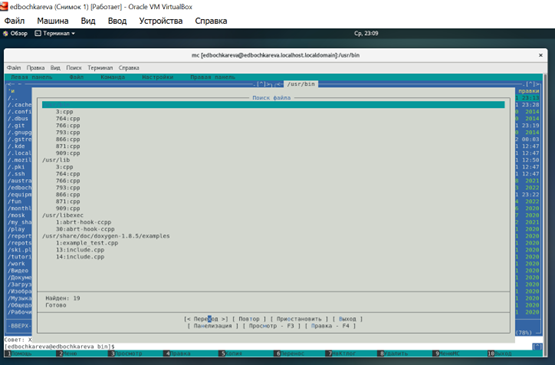 edbochkareva (Снимок 1) [Работает] - Oracle VM VirtualBox
Файл Машина Вид Ввод Устройства Справка
Обзор Терминал Ср, 23:09
mc [edbochkareva@edbochkareva.localhost.localdomain]:/usr/bin
Файл Правка Вид Поиск Терминал Справка
Левая панель Файл Команда Настройки Правая панель
/usr/bin
Поиск файла
3:cpp
764:cpp
766:cpp
793:cpp
866:cpp
871:cpp
909:cpp
/usr/lib
3:cpp
764:cpp
766:cpp
793:cpp
866:cpp
871:cpp
909:cpp
/usr/libexec
1:abrt-hook-ccpp
30:abrt-hook-ccpp
/usr/share/doc/doxygen-1.8.5/examples
1:example_test.cpp
13:include.cpp
14:include.cpp
Найден: 19
Готово
[< Переход >] [ Повтор ] [ Приостановить ] [ Выход ]
[ Панелизация ] [ Просмотр - F3 ] [ Правка - F4 ]
[edbochkareva@edbochkareva bin]$
1Помощь 2Меню 3Просмотр 4Правка 5Копия 6Перенос 7НвКтлог 8Удалить 9МенюMC 10Выход